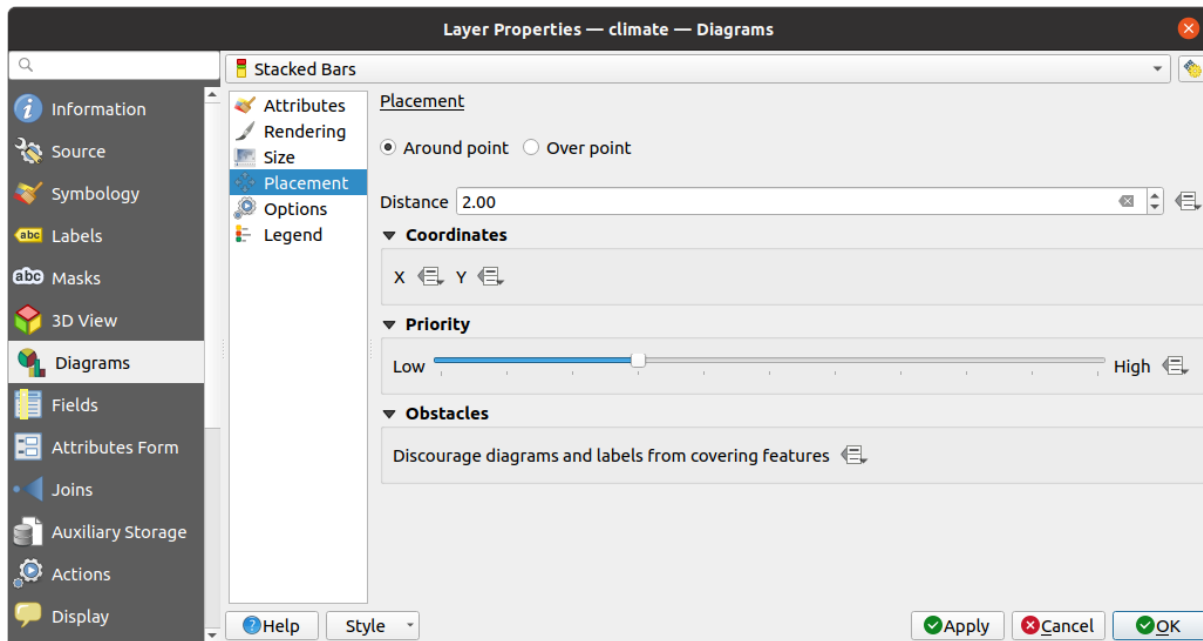 Layer Properties — climate — Diagrams
Stacked Bars
Information
Source
Symbology
abc Labels
abc Masks
3D View
Diagrams
Fields
Attributes Form
Joins
Auxiliary Storage
Actions
Display
Attributes
Rendering
Size
Placement
Options
Legend
Placement
Around point Over point
Distance 2.00
Coordinates
X Y
Priority
Low High
Obstacles
Discourage diagrams and labels from covering features
Help Style Apply Cancel OK